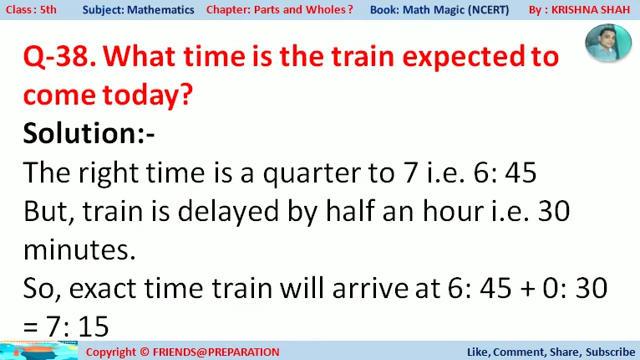 Class : 5th Subject: Mathematics Chapter: Parts and Wholes ? Book: Math Magic (NCERT) By : KRISHNA SHAH
Q-38. What time is the train expected to
come today?
Solution:-
The right time is a quarter to 7 i.e. 6: 45
But, train is delayed by half an hour i.e. 30
minutes.
So, exact time train will arrive at 6: 45 + 0: 30
= 7: 15
Copyright © FRIENDS@PREPARATION Like, Comment, Share, Subscribe